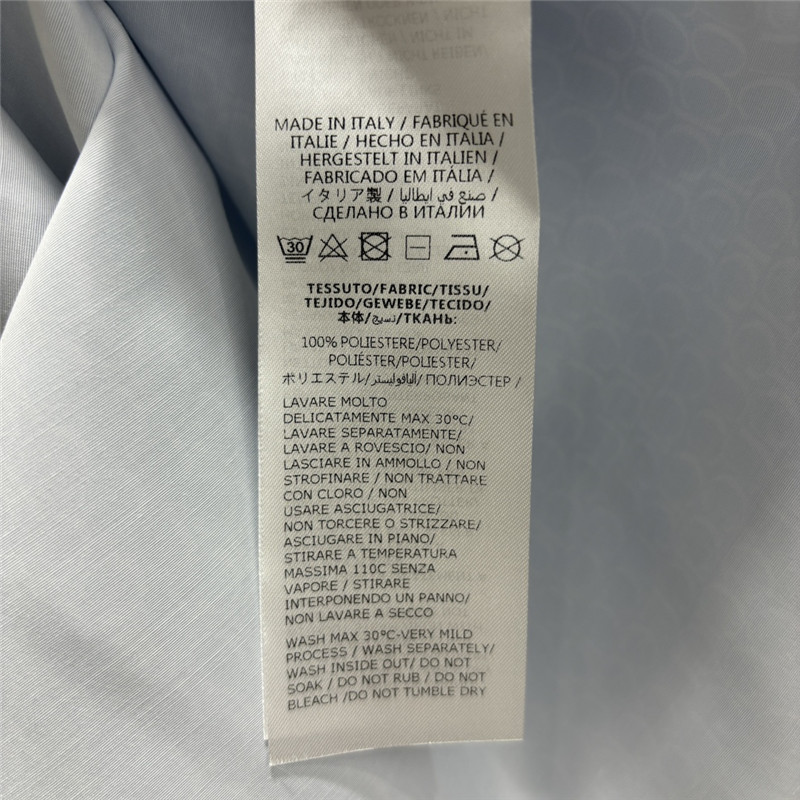 MADE IN ITALY / FABRIQUÉ EN
ITALIE / HECHO EN ITALIA /
HERGESTELT IN ITALIEN /
FABRICADO EM ITÁLIA /
イタリア製 / صنع في ايطاليا /
СДЕЛАНО В ИТАЛИИ
30
TESSUTO/FABRIC/TISSU/
TEJIDO/GEWEBE/TECIDO/
本体/نسيج/ТКАНЬ:
100% POLIESTERE/POLYESTER/
POLIÉSTER/POLIESTER/
ポリエステル/البافوليستر/ ПОЛИЭСТЕР /
LAVARE MOLTO
DELICATAMENTE MAX 30°C/
LAVARE SEPARATAMENTE/
LAVARE A ROVESCIO/ NON
LASCIARE IN AMMOLLO / NON
STROFINARE / NON TRATTARE
CON CLORO / NON
USARE ASCIUGATRICE/
NON TORCERE O STRIZZARE/
ASCIUGARE IN PIANO/
STIRARE A TEMPERATURA
MASSIMA 110C SENZA
VAPORE / STIRARE
INTERPONENDO UN PANNO/
NON LAVARE A SECCO
WASH MAX 30°C-VERY MILD
PROCESS / WASH SEPARATELY/
WASH INSIDE OUT/ DO NOT
SOAK / DO NOT RUB / DO NOT
BLEACH /DO NOT TUMBLE DRY